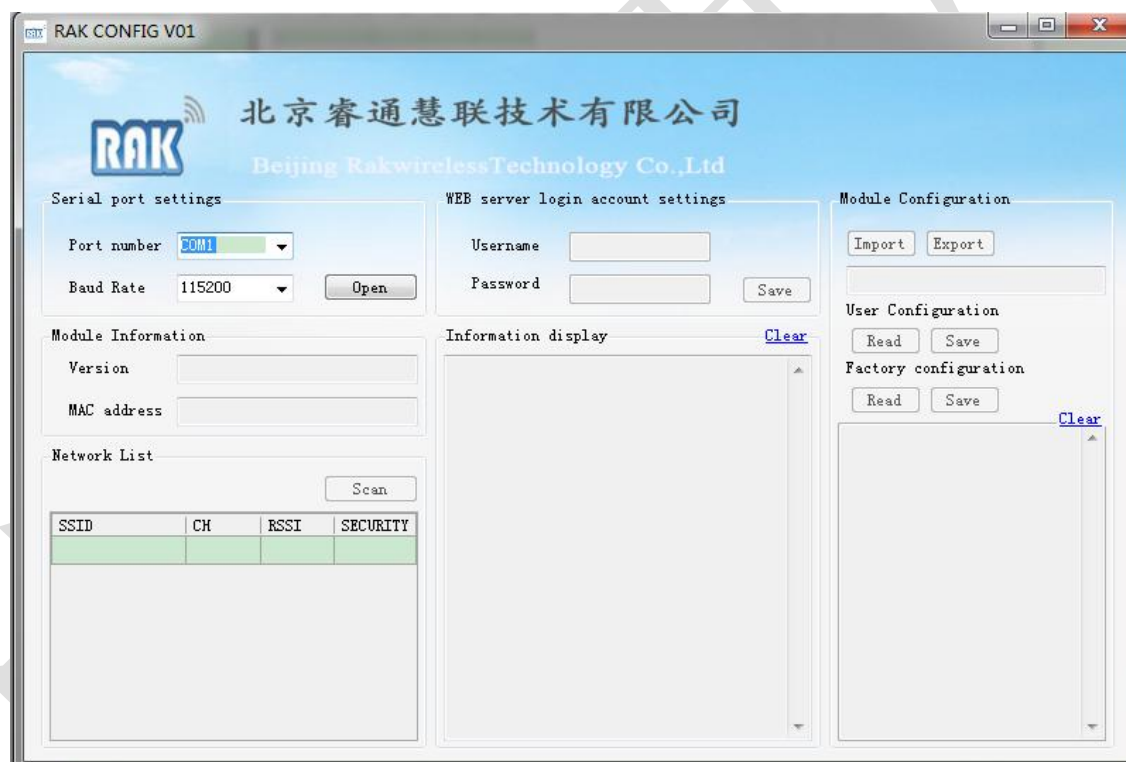 RAK CONFIG V01
RAK
北京睿通慧联技术有限公司
Beijing RakwirelessTechnology Co.,Ltd
Serial port settings
Port number COM1
Baud Rate 115200 Open
WEB server login account settings
Username
Password Save
Module Configuration
Import Export
User Configuration
Read Save
Factory configuration
Read Save
Clear
Module Information
Version
MAC address
Information display Clear
Network List
Scan
SSID CH RSSI SECURITY